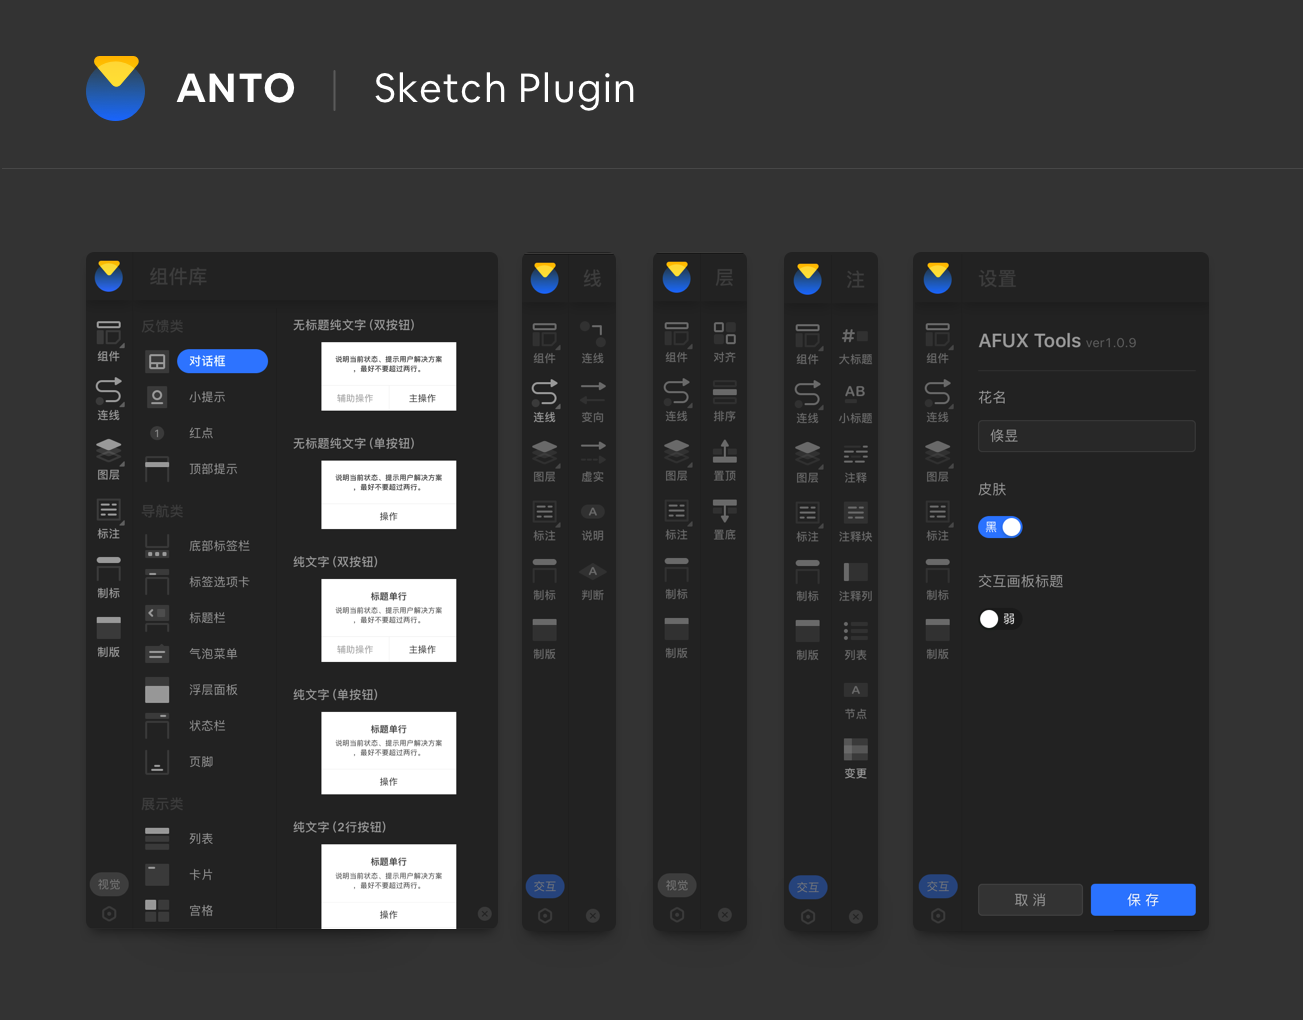 ANTO
Sketch Plugin
组件库
组件
连线
图层
标注
制标
制版
视觉
反馈类
对话框
小提示
1
红点
顶部提示
导航类
底部标签栏
标签选项卡
标题栏
气泡菜单
浮层面板
状态栏
页脚
展示类
列表
卡片
宫格
无标题纯文字 (双按钮)
说明当前状态、提示用户解决方案
，最好不要超过两行。
辅助操作 主操作
无标题纯文字 (单按钮)
说明当前状态、提示用户解决方案
，最好不要超过两行。
操作
纯文字 (双按钮)
标题单行
说明当前状态、提示用户解决方案
，最好不要超过两行。
辅助操作 主操作
纯文字 (单按钮)
标题单行
说明当前状态、提示用户解决方案
，最好不要超过两行。
操作
纯文字 (2行按钮)
标题单行
说明当前状态、提示用户解决方案
，最好不要超过两行。
操作
线
组件
连线
图层
标注
制标
制版
交互
连线
变向
虚实
A
说明
A
判断
层
组件
连线
图层
标注
制标
制版
视觉
对齐
排序
置顶
置底
注
组件
连线
图层
标注
制标
制版
交互
#
大标题
AB
小标题
注释
注释块
注释列
列表
A
节点
变更
设置
组件
连线
图层
标注
制标
制版
交互
AFUX Tools ver1.0.9
花名
倏昱
皮肤
黑
交互画板标题
弱
取 消
保 存